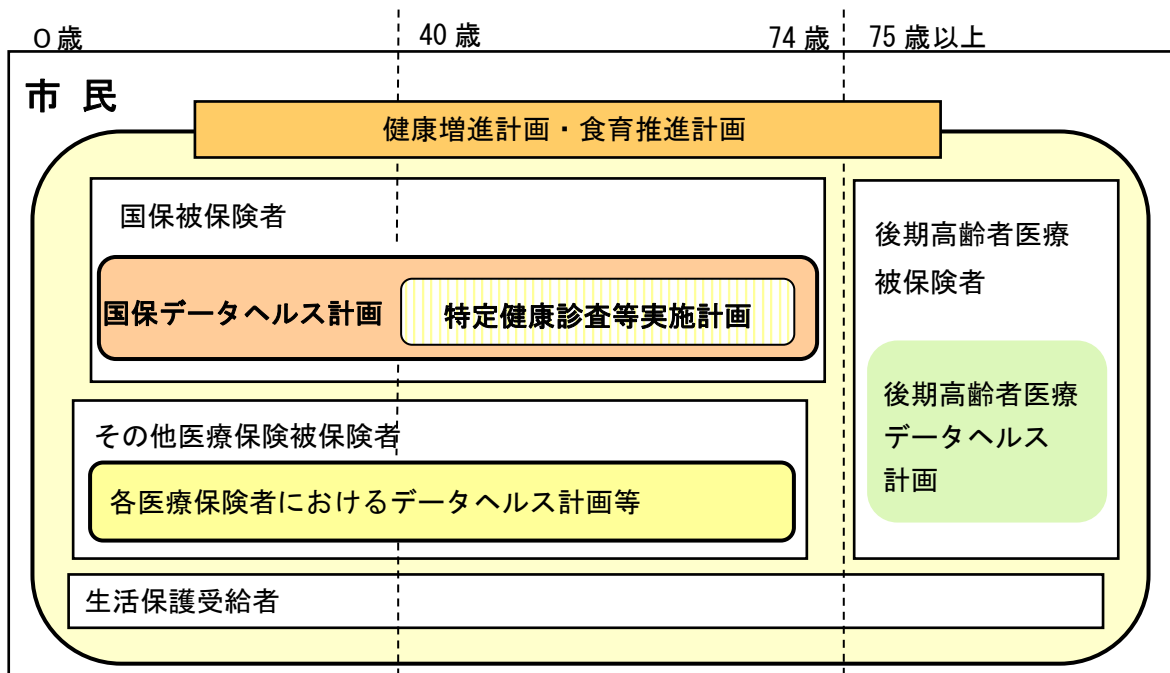 0歳
40歳
74歳
75歳以上
市民
健康増進計画・食育推進計画
国保被保険者
国保データヘルス計画
特定健康診査等実施計画
後期高齢者医療
被保険者
後期高齢者医療
データヘルス
計画
その他医療保険被保険者
各医療保険者におけるデータヘルス計画等
生活保護受給者